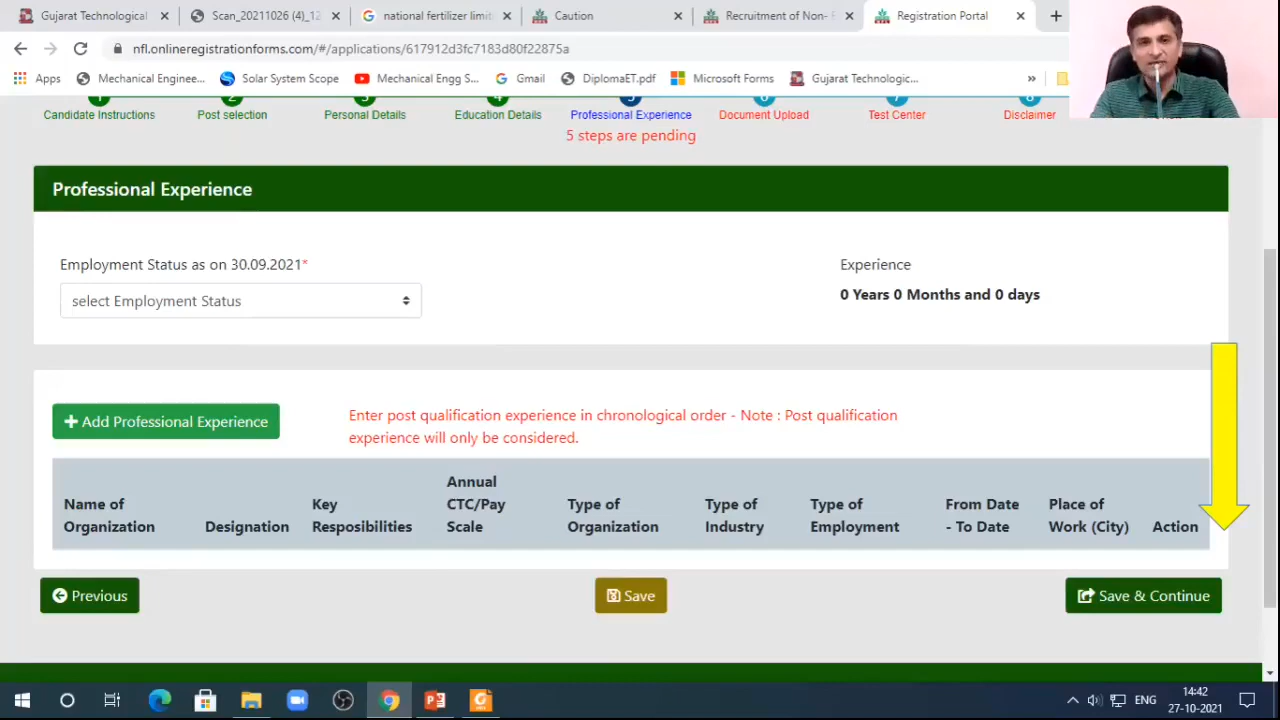 Gujarat Technological
Scan_20211026 (4)_12
national fertilizer limit
Caution
Recruitment of Non-
Registration Portal
nfl.onlineregistrationforms.com/#/applications/617912d3fc7183d80f22875a
Apps
Mechanical Enginee...
Solar System Scope
Mechanical Engg S...
Gmail
DiplomaET.pdf
Microsoft Forms
Gujarat Technologic...
»
Candidate Instructions
Post selection
Personal Details
Education Details
Professional Experience
Document Upload
Test Center
Disclaimer
5 steps are pending
Professional Experience
Employment Status as on 30.09.2021*
Experience
select Employment Status
0 Years 0 Months and 0 days
+ Add Professional Experience
Enter post qualification experience in chronological order - Note : Post qualification
experience will only be considered.
Name of
Organization
Designation
Key
Resposibilities
Annual
CTC/Pay
Scale
Type of
Organization
Type of
Industry
Type of
Employment
From Date
- To Date
Place of
Work (City)
Action
Previous
Save
Save & Continue
ENG
14:42
27-10-2021